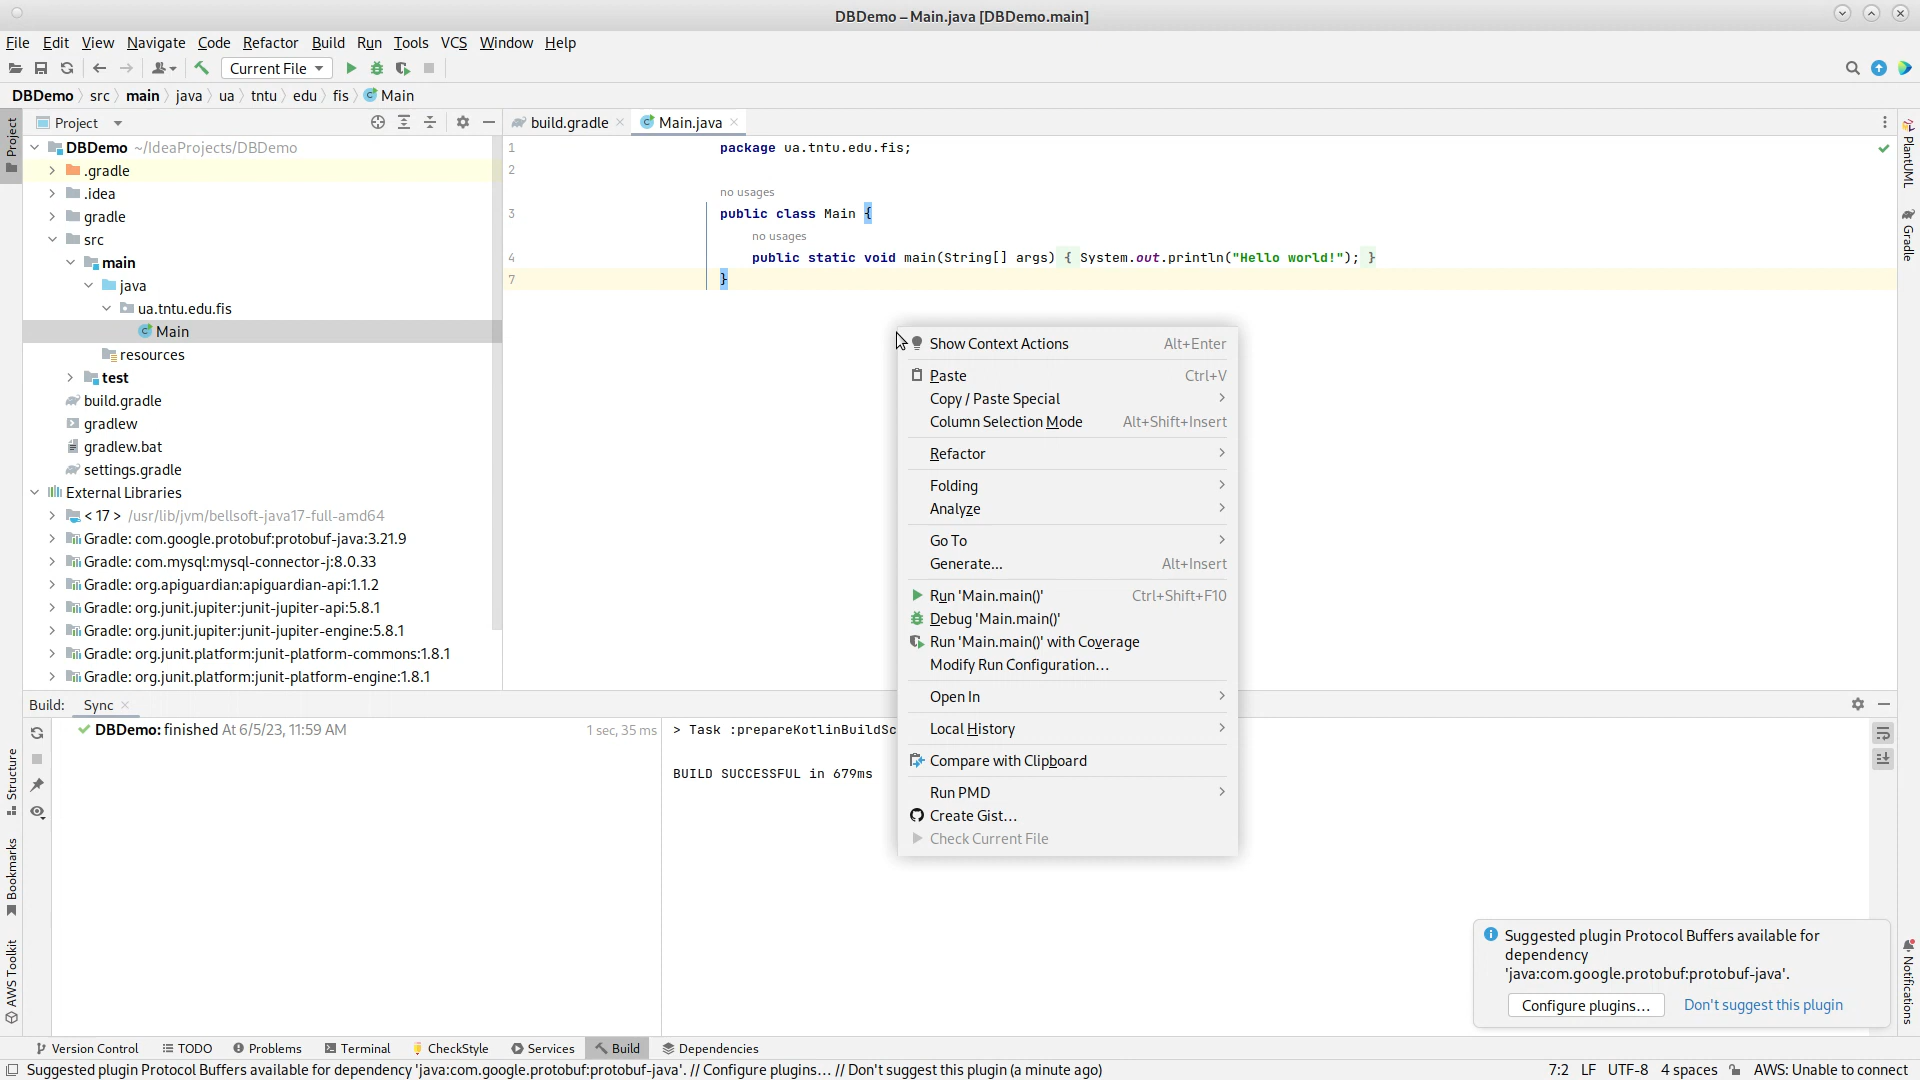 DBDemo – Main.java [DBDemo.main]
File Edit View Navigate Code Refactor Build Run Tools VCS Window Help
Current File
DBDemo src main java ua tntu edu fis Main
Project
build.gradle
Main.java
DBDemo ~/IdeaProjects/DBDemo
.gradle
.idea
gradle
src
main
java
ua.tntu.edu.fis
Main
resources
test
build.gradle
gradlew
gradlew.bat
settings.gradle
External Libraries
< 17 > /usr/lib/jvm/bellsoft-java17-full-amd64
Gradle: com.google.protobuf:protobuf-java:3.21.9
Gradle: com.mysql:mysql-connector-j:8.0.33
Gradle: org.apiguardian:apiguardian-api:1.1.2
Gradle: org.junit.jupiter:junit-jupiter-api:5.8.1
Gradle: org.junit.jupiter:junit-jupiter-engine:5.8.1
Gradle: org.junit.platform:junit-platform-commons:1.8.1
Gradle: org.junit.platform:junit-platform-engine:1.8.1
1 package ua.tntu.edu.fis;
2
no usages
3 public class Main {
no usages
4 public static void main(String[] args) { System.out.println("Hello world!"); }
7 }
Show Context Actions Alt+Enter
Paste Ctrl+V
Copy / Paste Special
Column Selection Mode Alt+Shift+Insert
Refactor
Folding
Analyze
Go To
Generate... Alt+Insert
Run 'Main.main()' Ctrl+Shift+F10
Debug 'Main.main()'
Run 'Main.main()' with Coverage
Modify Run Configuration...
Open In
Local History
Compare with Clipboard
Run PMD
Create Gist...
Check Current File
Build: Sync
DBDemo: finished At 6/5/23, 11:59 AM 1 sec, 35 ms
> Task :prepareKotlinBuildSc
BUILD SUCCESSFUL in 679ms
Suggested plugin Protocol Buffers available for
dependency
'java:com.google.protobuf:protobuf-java'.
Configure plugins... Don't suggest this plugin
Project
Structure
Bookmarks
AWS Toolkit
PlantUML
Gradle
Notifications
Version Control TODO Problems Terminal CheckStyle Services Build Dependencies
Suggested plugin Protocol Buffers available for dependency 'java:com.google.protobuf:protobuf-java'. // Configure plugins... // Don't suggest this plugin (a minute ago)
7:2 LF UTF-8 4 spaces AWS: Unable to connect